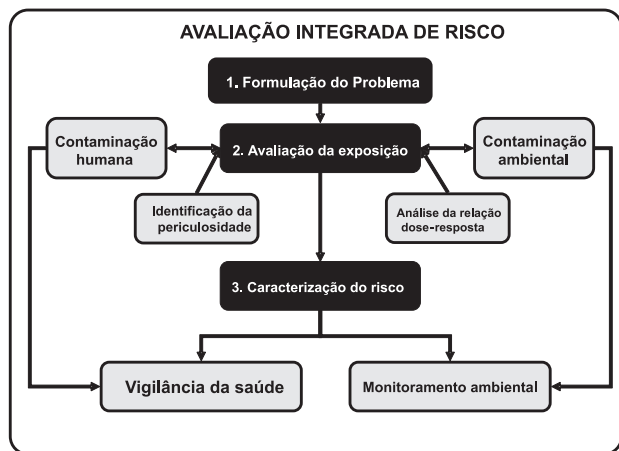 AVALIAÇÃO INTEGRADA DE RISCO
1. Formulação do Problema
Contaminação
humana
2. Avaliação da exposição
Contaminação
ambiental
Identificação da
periculosidade
Análise da relação
dose-resposta
3. Caracterização do risco
Vigilância da saúde
Monitoramento ambiental